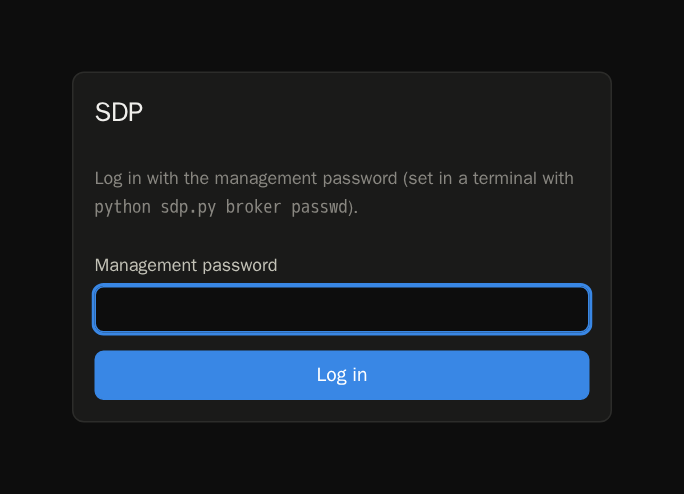 SDP
Log in with the management password (set in a terminal with
python sdp.py broker passwd).
Management password
Log in